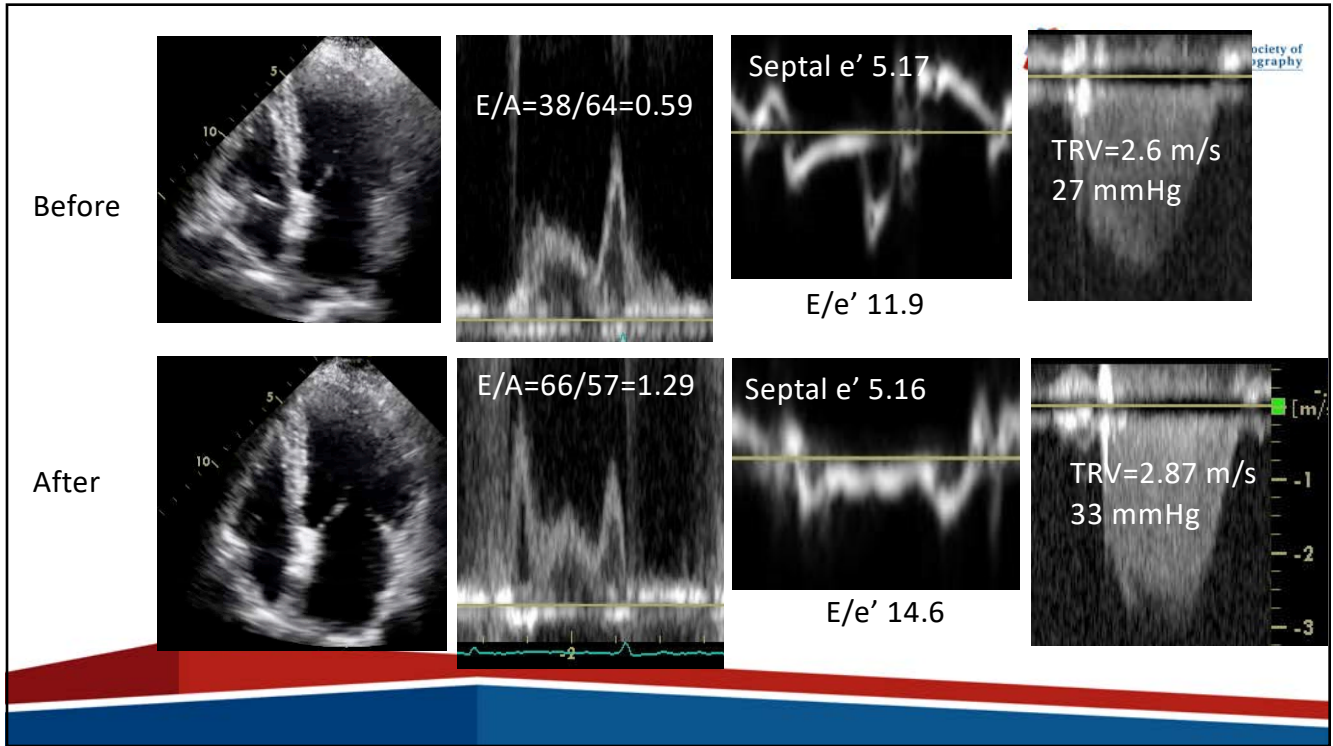 ociety of
ography
Before
5
10
E/A=38/64=0.59
Septal e’ 5.17
E/e’ 11.9
TRV=2.6 m/s
27 mmHg
After
5
10
E/A=66/57=1.29
-2
Septal e’ 5.16
E/e’ 14.6
TRV=2.87 m/s
33 mmHg
[m/
-1
-2
-3